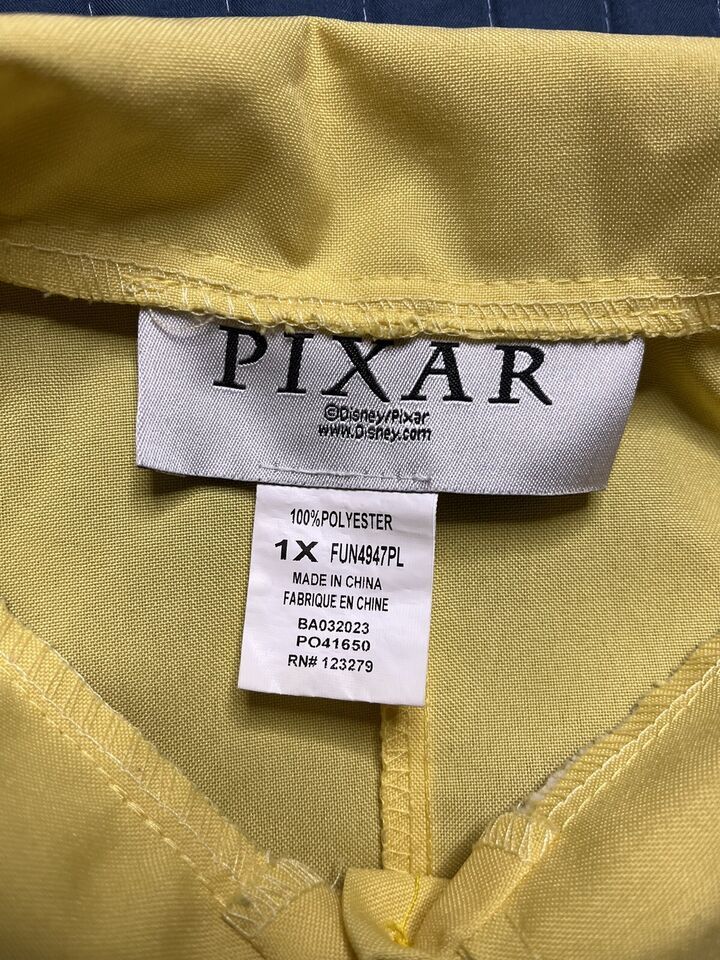 PIXAR
©Disney/Pixar
www.Disney.com
100%POLYESTER
1X FUN4947PL
MADE IN CHINA
FABRIQUE EN CHINE
BA032023
PO41650
RN# 123279